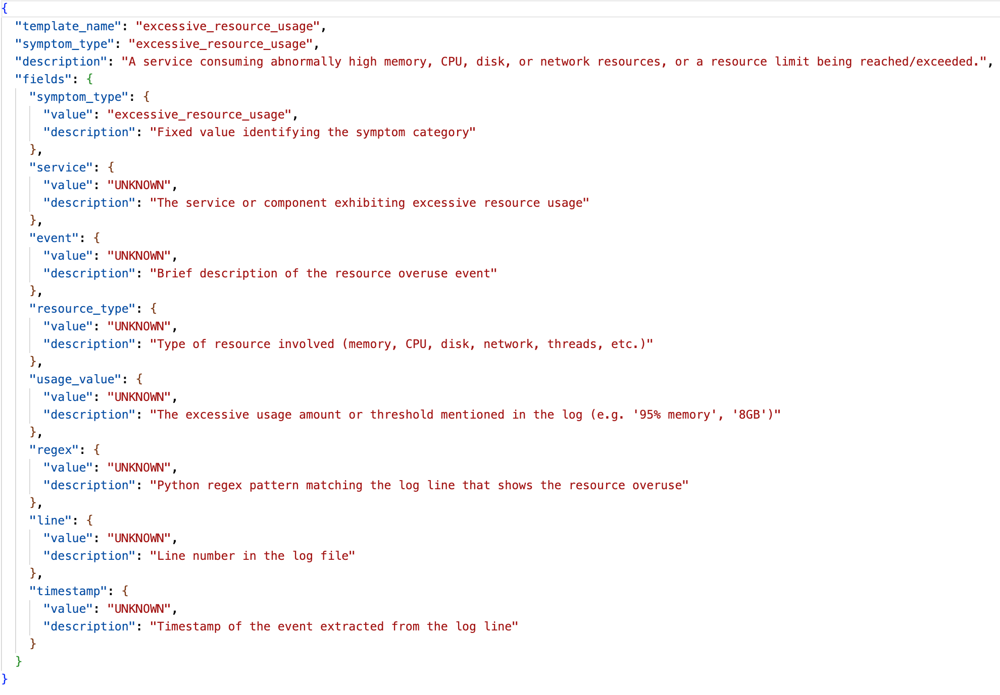 {
  "template_name": "excessive_resource_usage",
  "symptom_type": "excessive_resource_usage",
  "description": "A service consuming abnormally high memory, CPU, disk, or network resources, or a resource limit being reached/exceeded.",
  "fields": {
    "symptom_type": {
      "value": "excessive_resource_usage",
      "description": "Fixed value identifying the symptom category"
    },
    "service": {
      "value": "UNKNOWN",
      "description": "The service or component exhibiting excessive resource usage"
    },
    "event": {
      "value": "UNKNOWN",
      "description": "Brief description of the resource overuse event"
    },
    "resource_type": {
      "value": "UNKNOWN",
      "description": "Type of resource involved (memory, CPU, disk, network, threads, etc.)"
    },
    "usage_value": {
      "value": "UNKNOWN",
      "description": "The excessive usage amount or threshold mentioned in the log (e.g. '95% memory', '8GB')"
    },
    "regex": {
      "value": "UNKNOWN",
      "description": "Python regex pattern matching the log line that shows the resource overuse"
    },
    "line": {
      "value": "UNKNOWN",
      "description": "Line number in the log file"
    },
    "timestamp": {
      "value": "UNKNOWN",
      "description": "Timestamp of the event extracted from the log line"
    }
  }
}